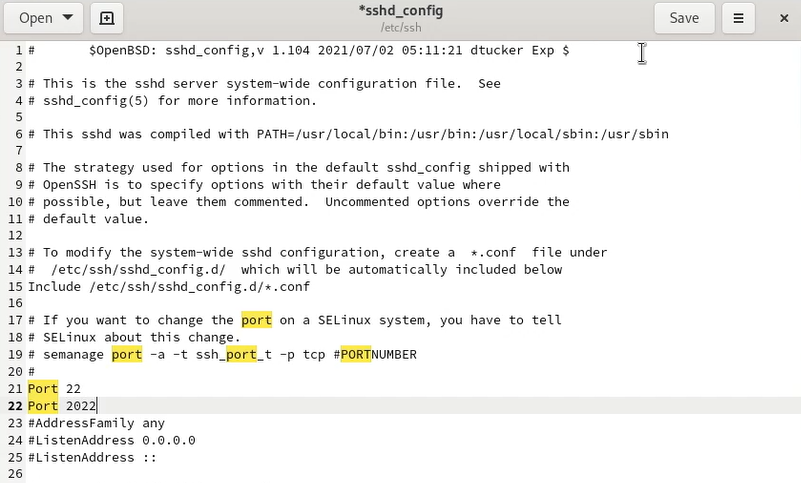 Open
*sshd_config
/etc/ssh
Save
1 #       $OpenBSD: sshd_config,v 1.104 2021/07/02 05:11:21 dtucker Exp $
2
3 # This is the sshd server system-wide configuration file.  See
4 # sshd_config(5) for more information.
5
6 # This sshd was compiled with PATH=/usr/local/bin:/usr/bin:/usr/local/sbin:/usr/sbin
7
8 # The strategy used for options in the default sshd_config shipped with
9 # OpenSSH is to specify options with their default value where
10 # possible, but leave them commented.  Uncommented options override the
11 # default value.
12
13 # To modify the system-wide sshd configuration, create a  *.conf  file under
14 #  /etc/ssh/sshd_config.d/  which will be automatically included below
15 Include /etc/ssh/sshd_config.d/*.conf
16
17 # If you want to change the port on a SELinux system, you have to tell
18 # SELinux about this change.
19 # semanage port -a -t ssh_port_t -p tcp #PORTNUMBER
20 #
21 Port 22
22 Port 2022
23 #AddressFamily any
24 #ListenAddress 0.0.0.0
25 #ListenAddress ::
26